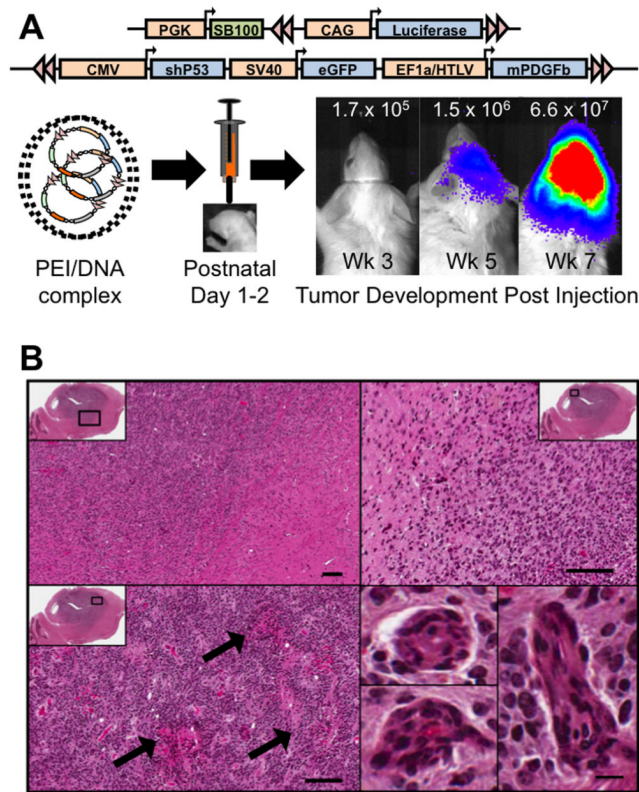 A
PGK SB100 CAG Luciferase
CMV shP53 SV40 eGFP EF1a/HTLV mPDGFb
1.7 x 10⁵ 1.5 x 10⁶ 6.6 x 10⁷
Wk 3 Wk 5 Wk 7
PEI/DNA
complex
Postnatal
Day 1-2
Tumor Development Post Injection
B